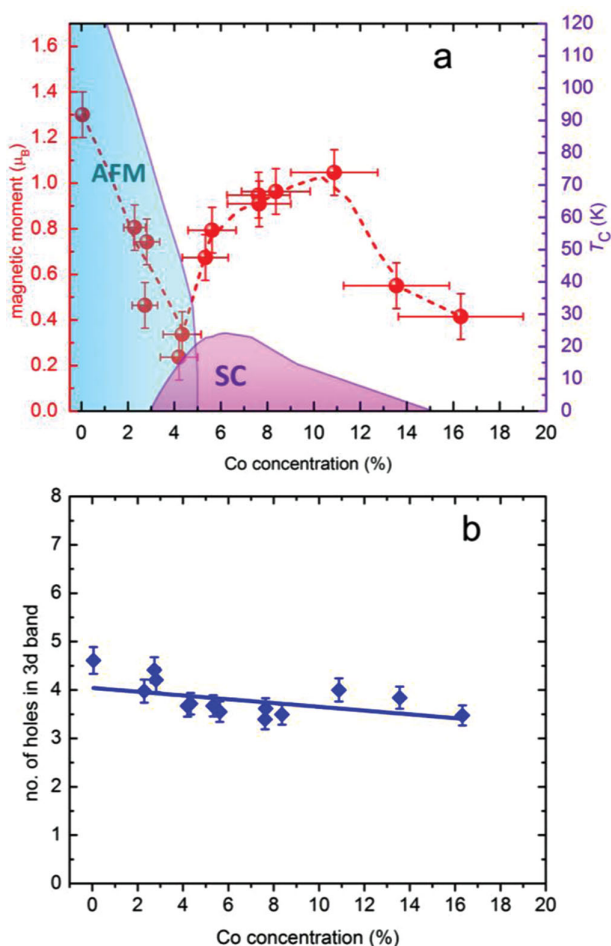 a
1.6
1.4
1.2
1.0
0.8
0.6
0.4
0.2
0.0
magnetic moment (μB)
AFM
SC
120
110
100
90
80
70
60
50
40
30
20
10
0
TC (K)
0 2 4 6 8 10 12 14 16 18 20
Co concentration (%)
b
8
7
6
5
4
3
2
1
0
no. of holes in 3d band
0 2 4 6 8 10 12 14 16 18 20
Co concentration (%)